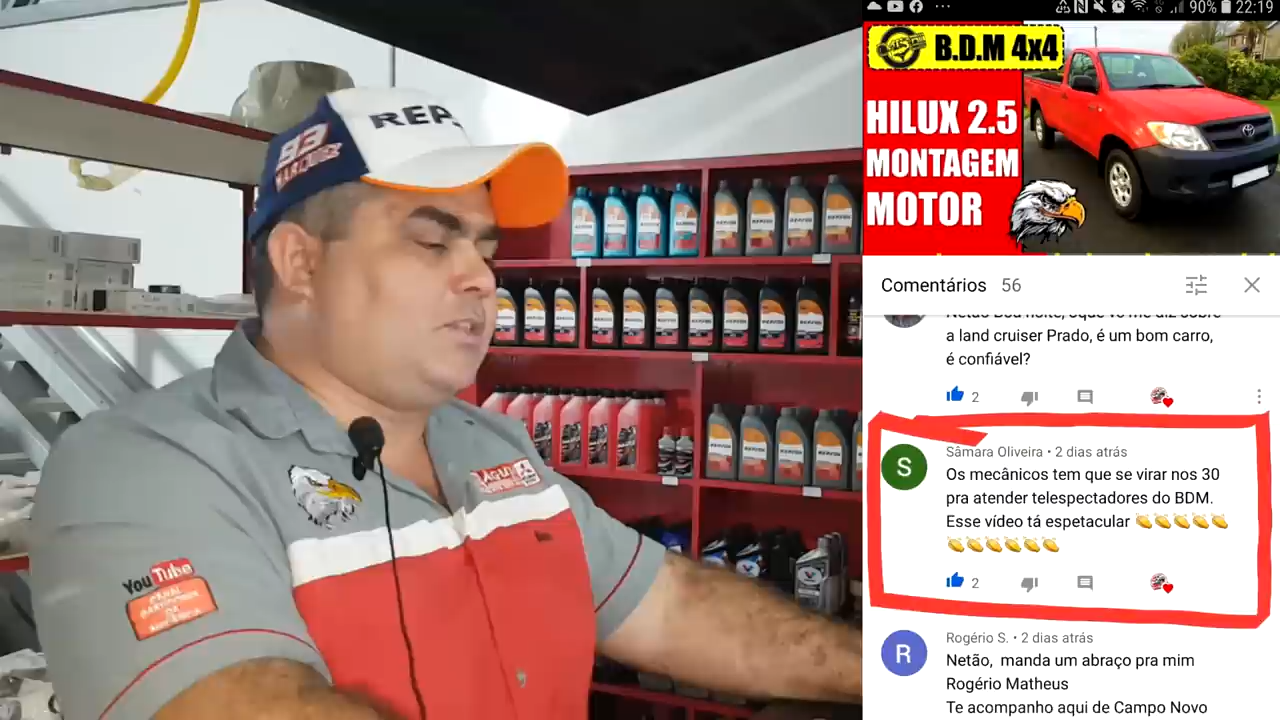 REPS
93
MARQUEZ
YouTube
90% 22:19
B.D.M 4x4
HILUX 2.5
MONTAGEM
MOTOR
Comentários 56
a land cruiser Prado, é um bom carro,
é confiável?
2
S
Sâmara Oliveira • 2 dias atrás
Os mecânicos tem que se virar nos 30
pra atender telespectadores do BDM.
Esse vídeo tá espetacular 👏👏👏👏👏
👏👏👏👏👏👏
2
R
Rogério S. • 2 dias atrás
Netão, manda um abraço pra mim
Rogério Matheus
Te acompanho aqui de Campo Novo